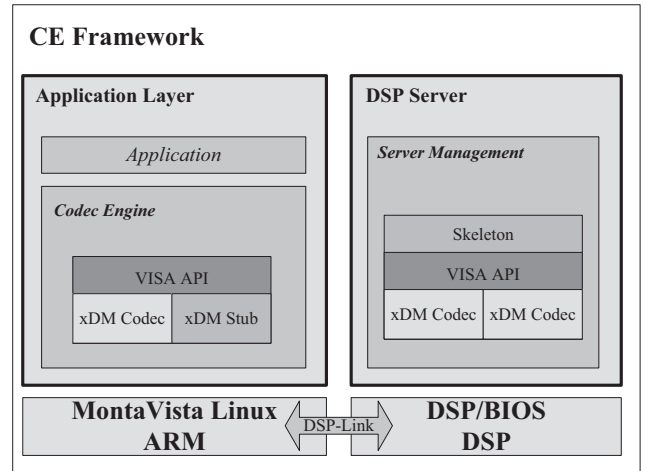 CE Framework
Application Layer
Application
Codec Engine
VISA API
xDM Codec
xDM Stub
DSP Server
Server Management
Skeleton
VISA API
xDM Codec
xDM Codec
MontaVista Linux
ARM
DSP-Link
DSP/BIOS
DSP